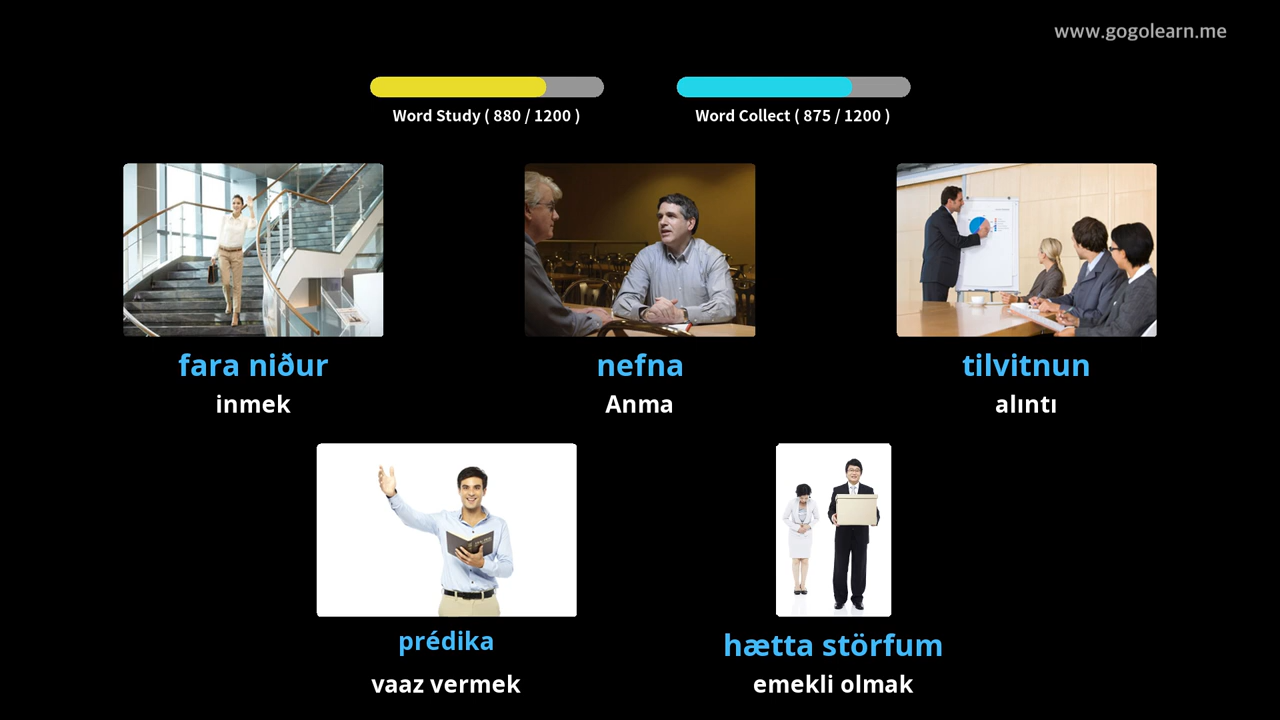 www.gogolearn.me
Word Study ( 880 / 1200 )
Word Collect ( 875 / 1200 )
fara niður
inmek
nefna
Anma
tilvitnun
alıntı
prédika
vaaz vermek
hætta störfum
emekli olmak